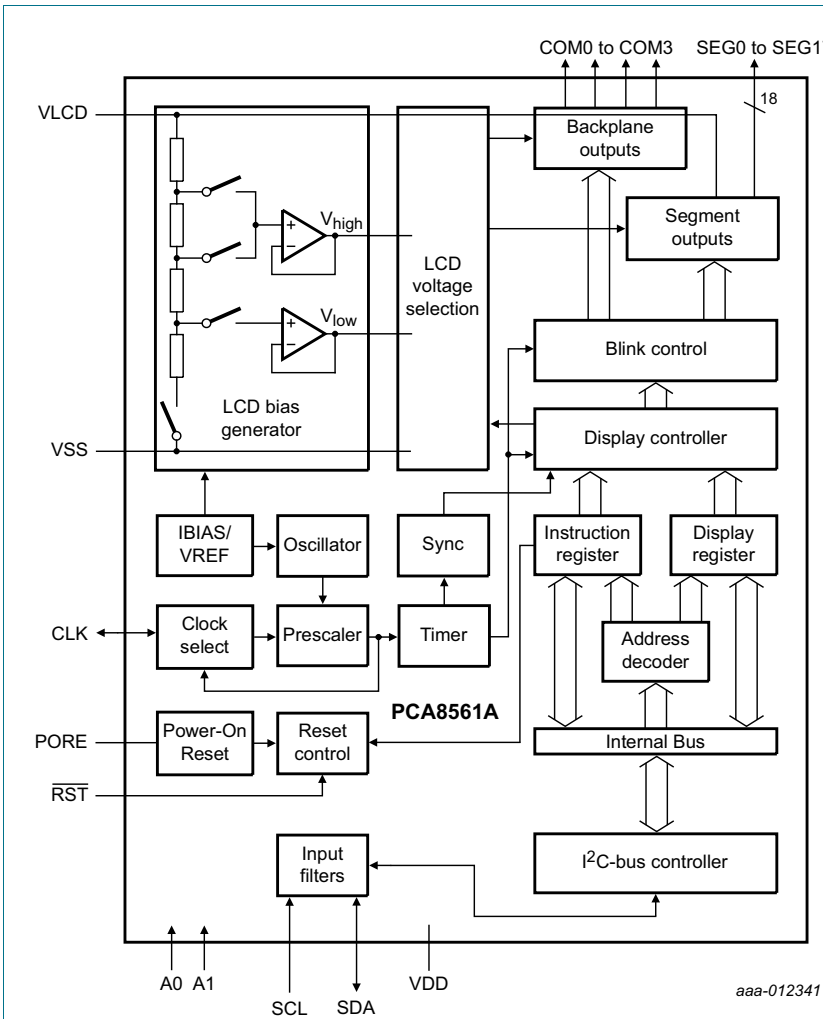 COM0 to COM3
SEG0 to SEG1
18
VLCD
Backplane
outputs
Segment
outputs
Vhigh
LCD
voltage
selection
Vlow
Blink control
LCD bias
generator
Display controller
VSS
IBIAS/
VREF
Oscillator
Sync
Instruction
register
Display
register
CLK
Clock
select
Prescaler
Timer
Address
decoder
PCA8561A
PORE
Power-On
Reset
Reset
control
Internal Bus
RST
Input
filters
I2C-bus controller
A0 A1
SCL
SDA
VDD
aaa-012341